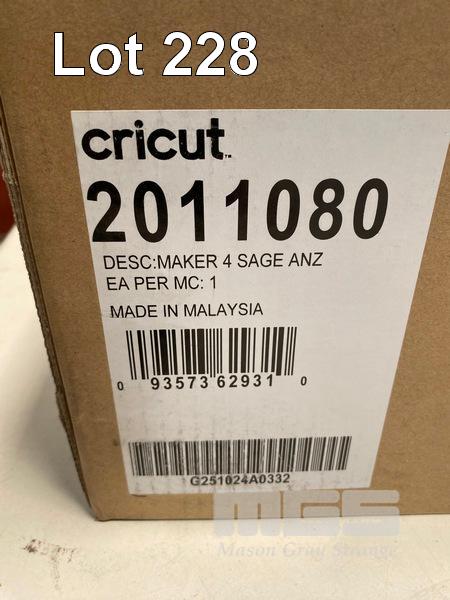 Lot 228
cricut™
2011080
DESC:MAKER 4 SAGE ANZ
EA PER MC: 1
MADE IN MALAYSIA
0 93573 62931 0
G251024A0332
MGS
Mason Gray Strange